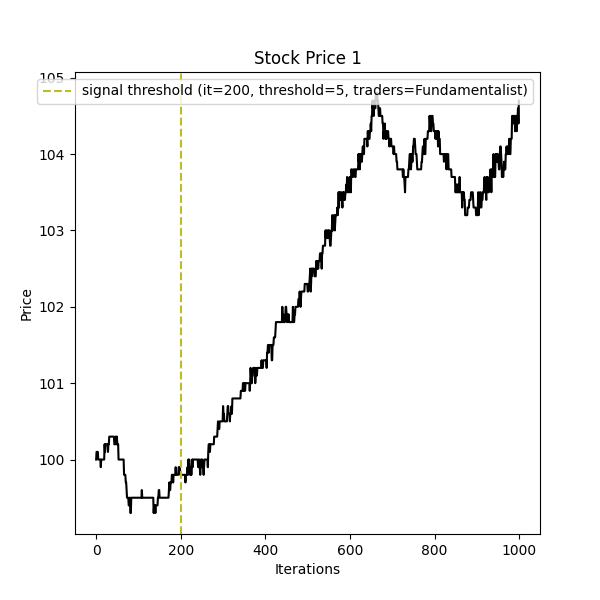 Stock Price 1
105
signal threshold (it=200, threshold=5, traders=Fundamentalist)
104
103
102
101
100
Price
0 200 400 600 800 1000
Iterations